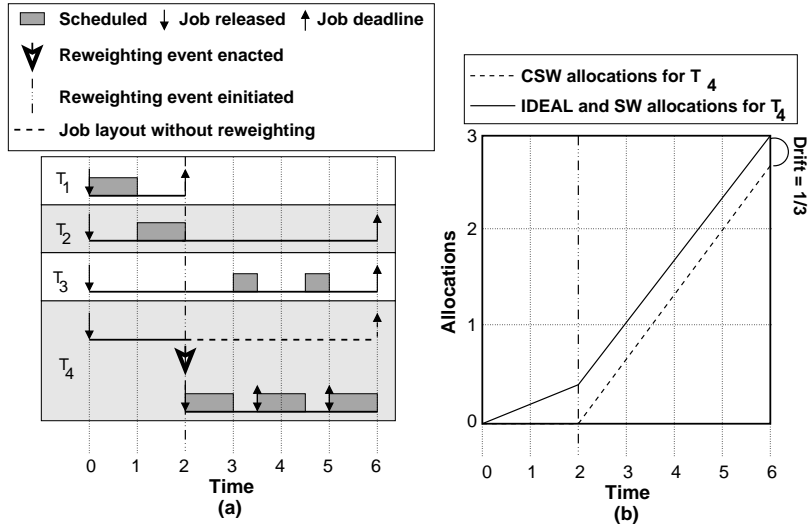 Scheduled Job released Job deadline
Reweighting event enacted
Reweighting event einitiated
Job layout without reweighting
T1
T2
T3
T4
0 1 2 3 4 5 6
Time
(a)
CSW allocations for T4
IDEAL and SW allocations for T4
3
2
1
0
Allocations
Drift = 1/3
0 1 2 3 4 5 6
Time
(b)